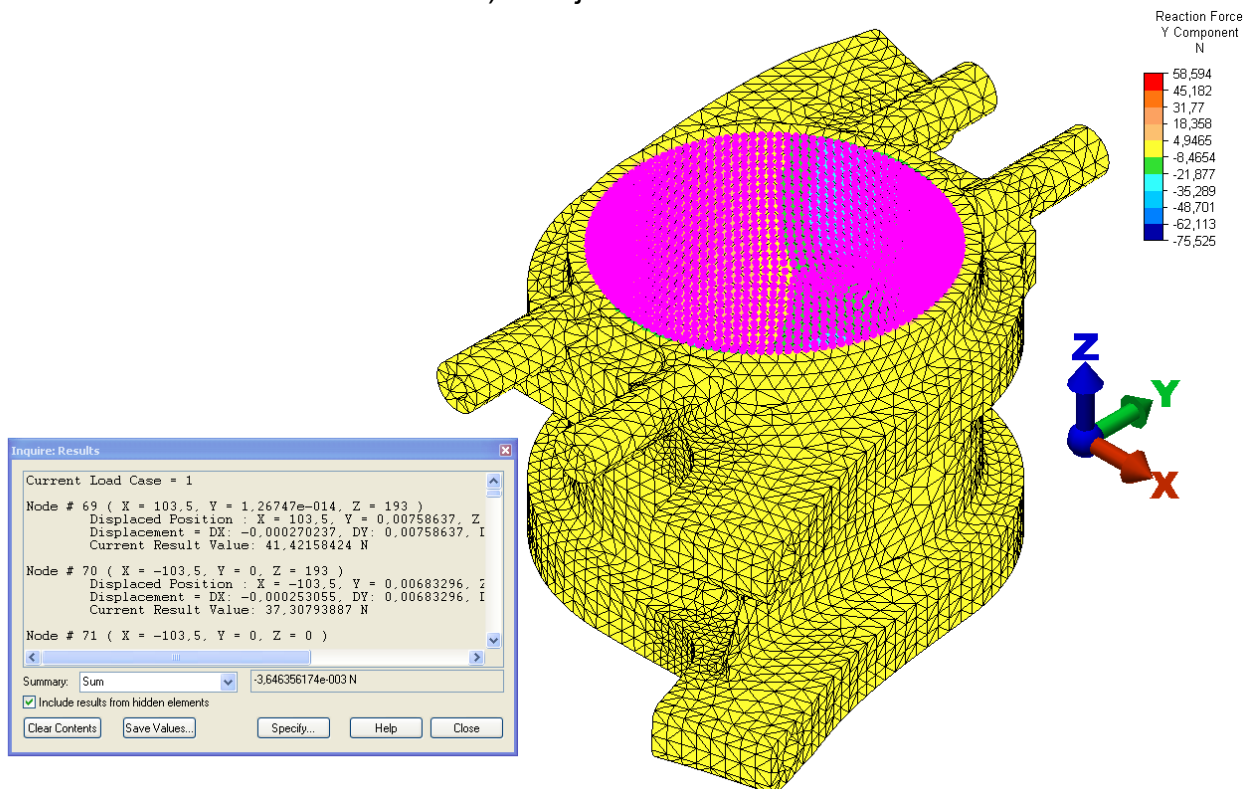 Reaction Force
Y Component
N
58,594
45,182
31,77
18,358
4,9465
-8,4654
-21,877
-35,289
-48,701
-62,113
-75,525
Z
Y
X
Inquire: Results
Current Load Case = 1
Node # 69 ( X = 103,5, Y = 1,26747e-014, Z = 193 )
Displaced Position : X = 103,5, Y = 0,00758637, Z
Displacement = DX: -0,000270237, DY: 0,00758637, D
Current Result Value: 41,42158424 N
Node # 70 ( X = -103,5, Y = 0, Z = 193 )
Displaced Position : X = -103,5, Y = 0,00683296, Z
Displacement = DX: -0,000253055, DY: 0,00683296, D
Current Result Value: 37,30793887 N
Node # 71 ( X = -103,5, Y = 0, Z = 0 )
Summary: Sum -3,646356174e-003 N
Include results from hidden elements
Clear Contents Save Values... Specify... Help Close